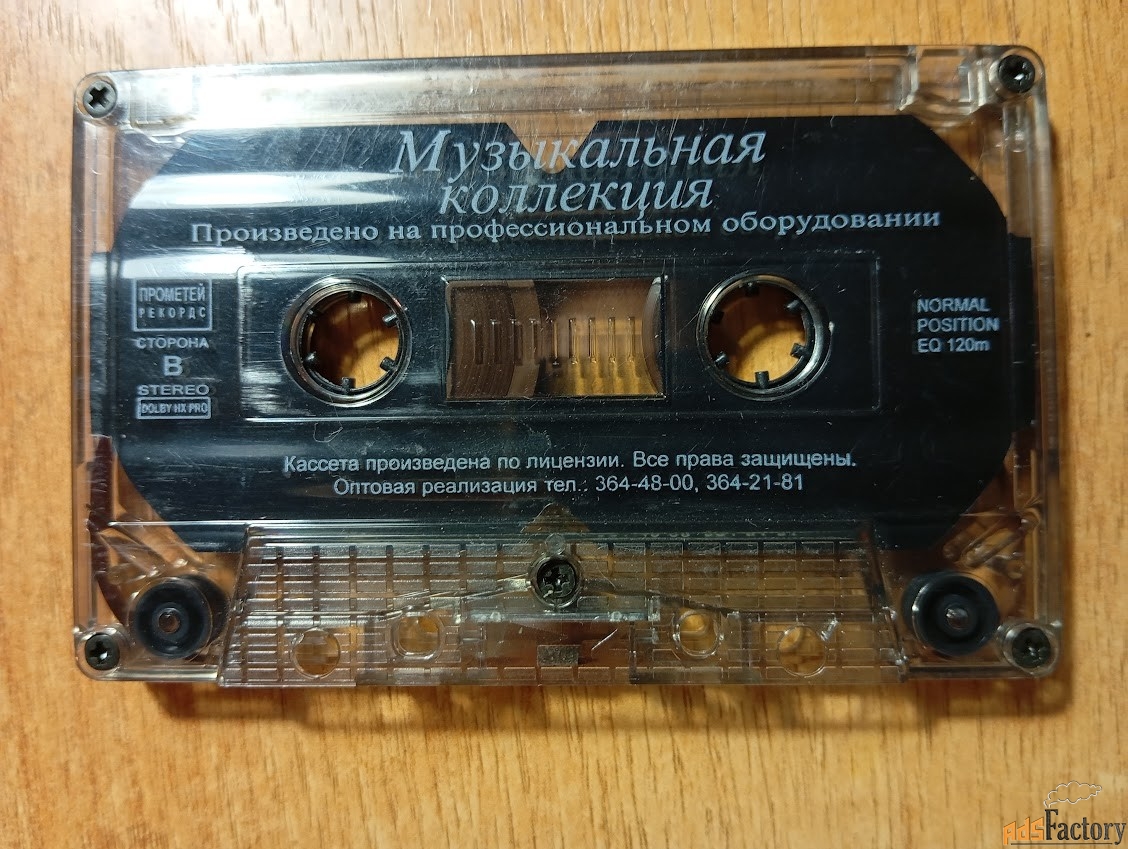 Музыкальная
коллекция
Произведено на профессиональном оборудовании
ПРОМЕТЕЙ
РЕКОРДС
СТОРОНА
B
STEREO
DOLBY HX PRO
NORMAL
POSITION
EQ 120m
Кассета произведена по лицензии. Все права защищены.
Оптовая реализация тел.: 364-48-00, 364-21-81
AdsFactory